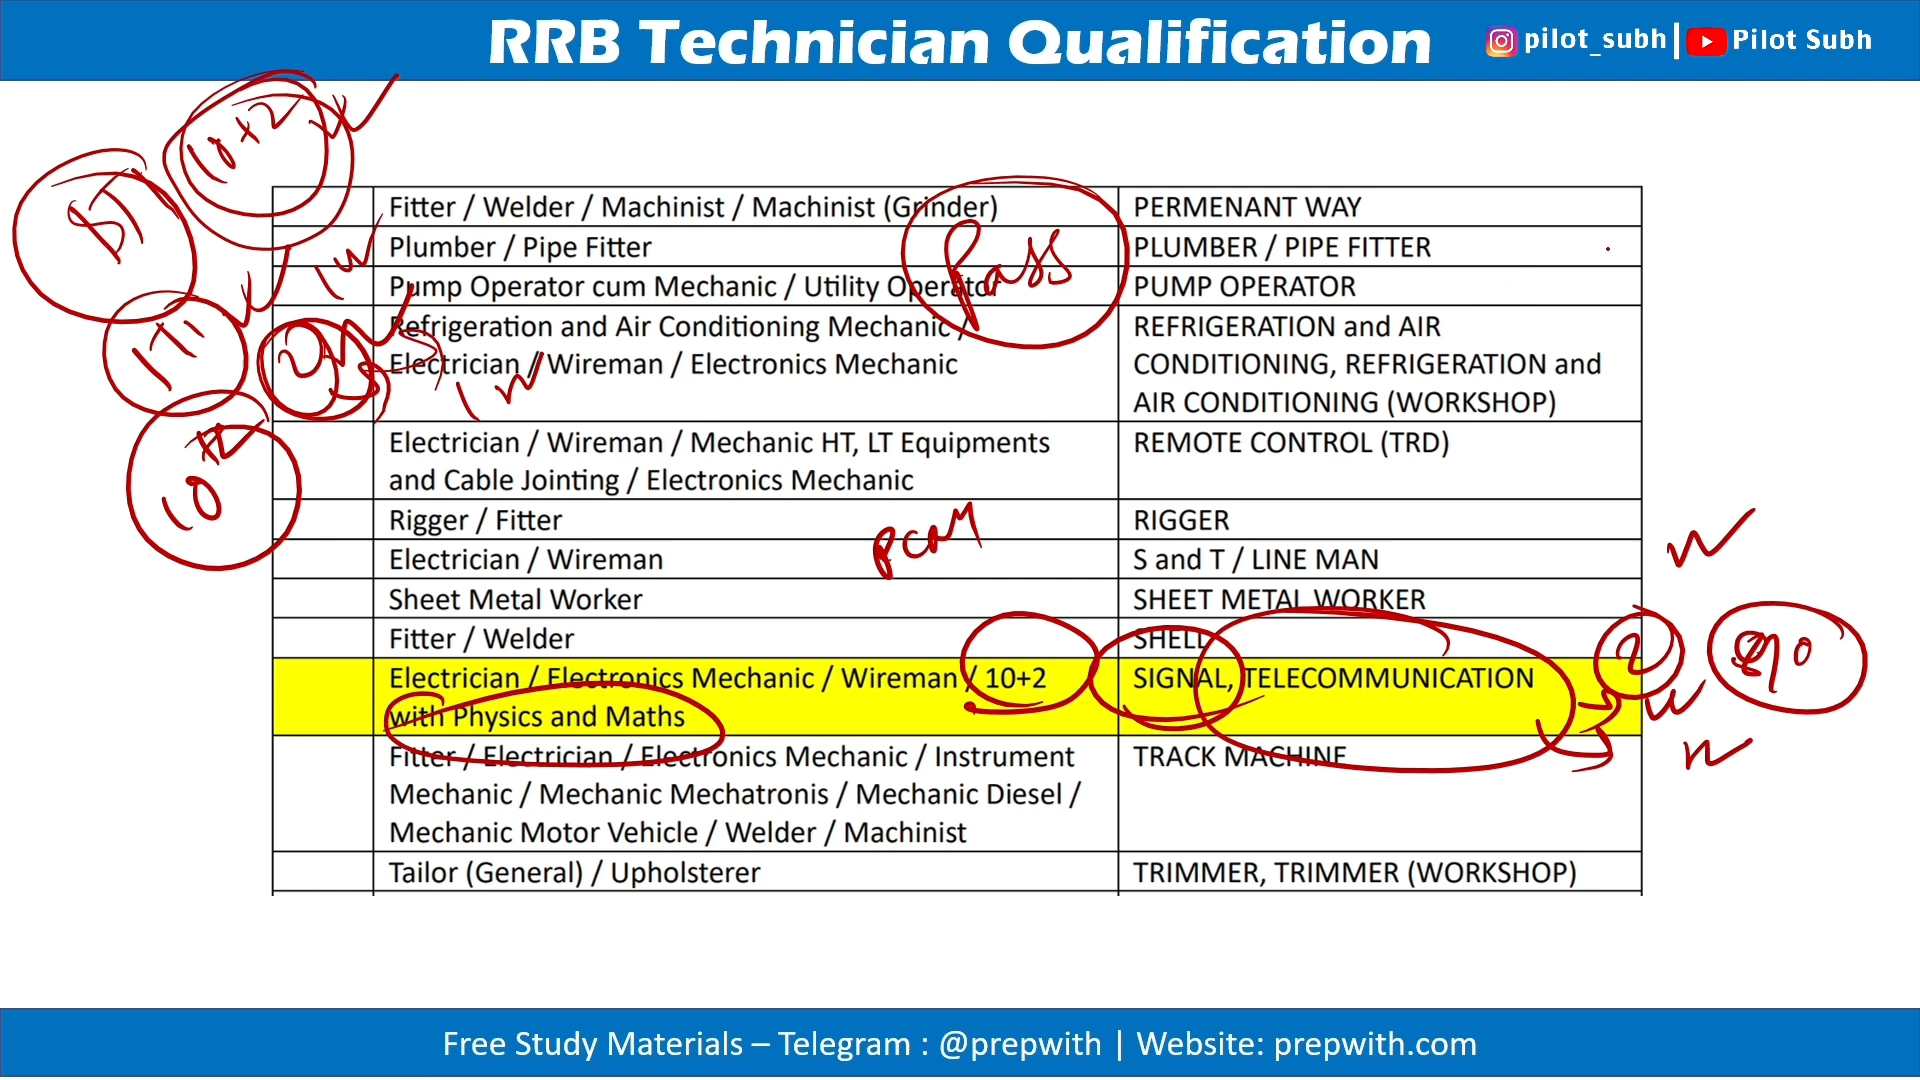 RRB Technician Qualification
pilot_subh | Pilot Subh
10+2
Fitter / Welder / Machinist / Machinist (Grinder)
PERMENANT WAY
Plumber / Pipe Fitter
PLUMBER / PIPE FITTER
Pass
Pump Operator cum Mechanic / Utility Operator
PUMP OPERATOR
Refrigeration and Air Conditioning Mechanic /
Electrician / Wireman / Electronics Mechanic
REFRIGERATION and AIR
CONDITIONING, REFRIGERATION and
AIR CONDITIONING (WORKSHOP)
ITI
10+2
Electrician / Wireman / Mechanic HT, LT Equipments
and Cable Jointing / Electronics Mechanic
REMOTE CONTROL (TRD)
Rigger / Fitter
RIGGER
PCM
Electrician / Wireman
S and T / LINE MAN
Sheet Metal Worker
SHEET METAL WORKER
Fitter / Welder
SHELL
Electrician / Electronics Mechanic / Wireman / 10+2
with Physics and Maths
SIGNAL, TELECOMMUNICATION
2
Fitter / Electrician / Electronics Mechanic / Instrument
Mechanic / Mechanic Mechatronis / Mechanic Diesel /
Mechanic Motor Vehicle / Welder / Machinist
TRACK MACHINE
Tailor (General) / Upholsterer
TRIMMER, TRIMMER (WORKSHOP)
Free Study Materials – Telegram : @prepwith | Website: prepwith.com